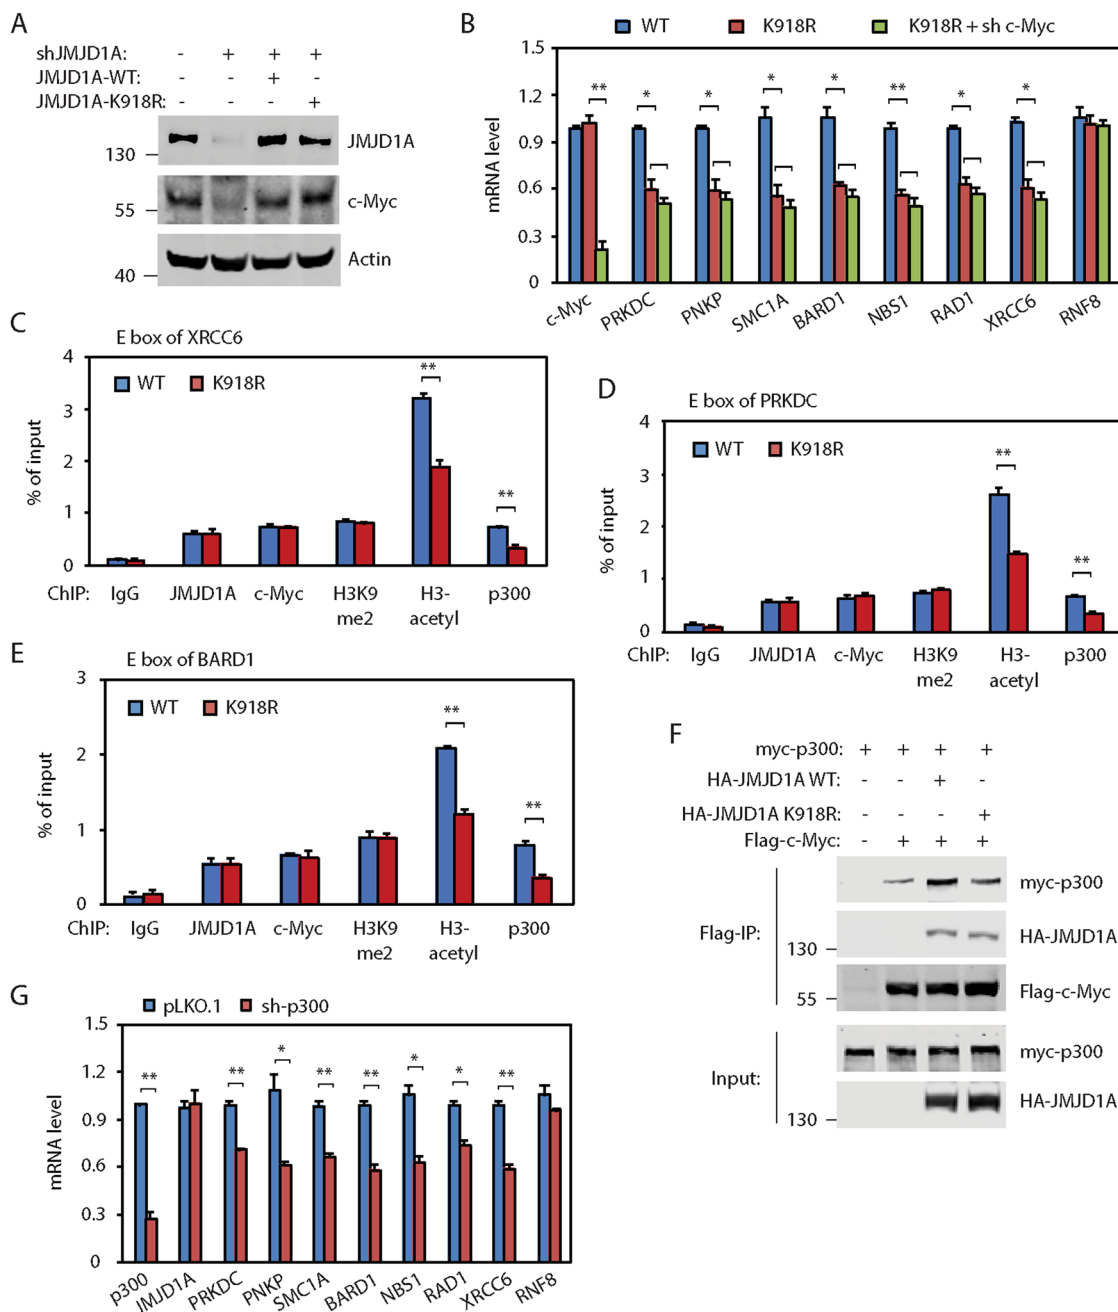 A
shJMJD1A: - + + +
JMJD1A-WT: - - + -
JMJD1A-K918R: - - - +
130
JMJD1A
55
c-Myc
40
Actin
B
WT K918R K918R + sh c-Myc
mRNA level
1.5
1.2
0.9
0.6
0.3
0
** * * * * ** * *
c-Myc PRKDC PNKP SMC1A BARD1 NBS1 RAD1 XRCC6 RNF8
C
E box of XRCC6
WT K918R
% of input
4
3
2
1
0
** **
ChIP: IgG JMJD1A c-Myc H3K9 me2 H3-acetyl p300
D
E box of PRKDC
WT K918R
% of input
4
3
2
1
0
** **
ChIP: IgG JMJD1A c-Myc H3K9 me2 H3-acetyl p300
E
E box of BARD1
WT K918R
% of input
3
2
1
0
** **
ChIP: IgG JMJD1A c-Myc H3K9 me2 H3-acetyl p300
F
myc-p300: + + + +
HA-JMJD1A WT: - - + -
HA-JMJD1A K918R: - - - +
Flag-c-Myc: - + + +
Flag-IP:
myc-p300
130
HA-JMJD1A
55
Flag-c-Myc
Input:
myc-p300
130
HA-JMJD1A
G
pLKO.1 sh-p300
mRNA level
1.5
1.2
0.9
0.6
0.3
0
** ** * ** ** * * **
p300 JMJD1A PRKDC PNKP SMC1A BARD1 NBS1 RAD1 XRCC6 RNF8